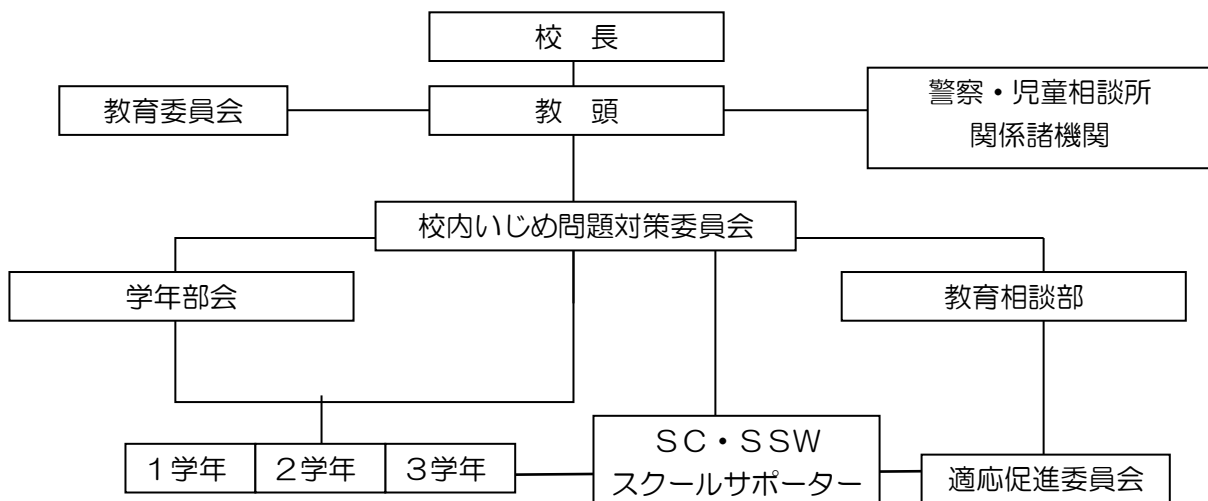 校　長
教育委員会
教　頭
警察・児童相談所
関係諸機関
校内いじめ問題対策委員会
学年部会
教育相談部
１学年
２学年
３学年
ＳＣ・ＳＳＷ
スクールサポーター
適応促進委員会